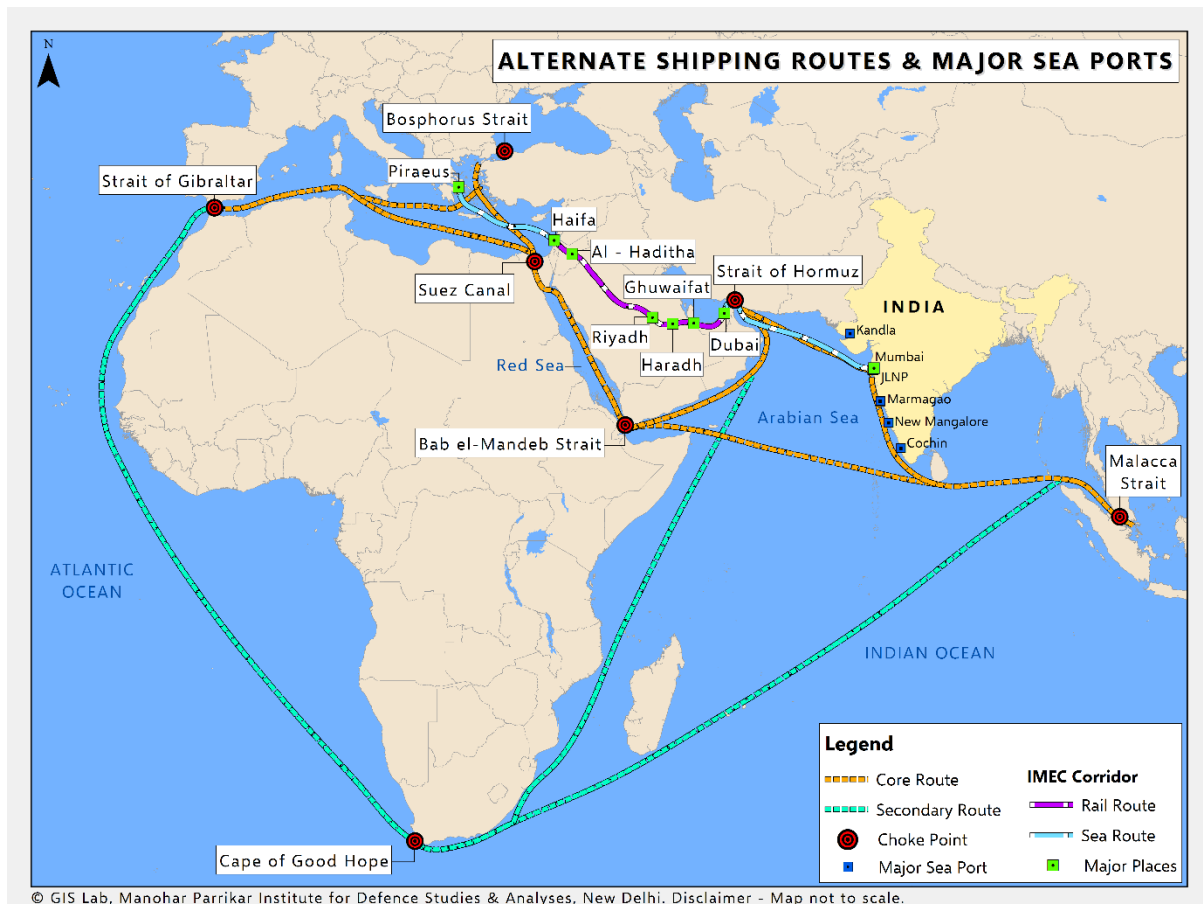 N
ALTERNATE SHIPPING ROUTES & MAJOR SEA PORTS
Bosphorus Strait
Piraeus
Strait of Gibraltar
Haifa
Al - Haditha
Strait of Hormuz
Suez Canal
Ghuwaifat
INDIA
Kandla
Riyadh
Dubai
Haradh
Red Sea
Mumbai
JLNP
Marmagao
Arabian Sea
New Mangalore
Bab el-Mandeb Strait
Cochin
Malacca
Strait
ATLANTIC
OCEAN
INDIAN OCEAN
Legend
Core Route
IMEC Corridor
Secondary Route
Rail Route
Choke Point
Sea Route
Major Sea Port
Major Places
Cape of Good Hope
© GIS Lab, Manohar Parrikar Institute for Defence Studies & Analyses, New Delhi. Disclaimer - Map not to scale.